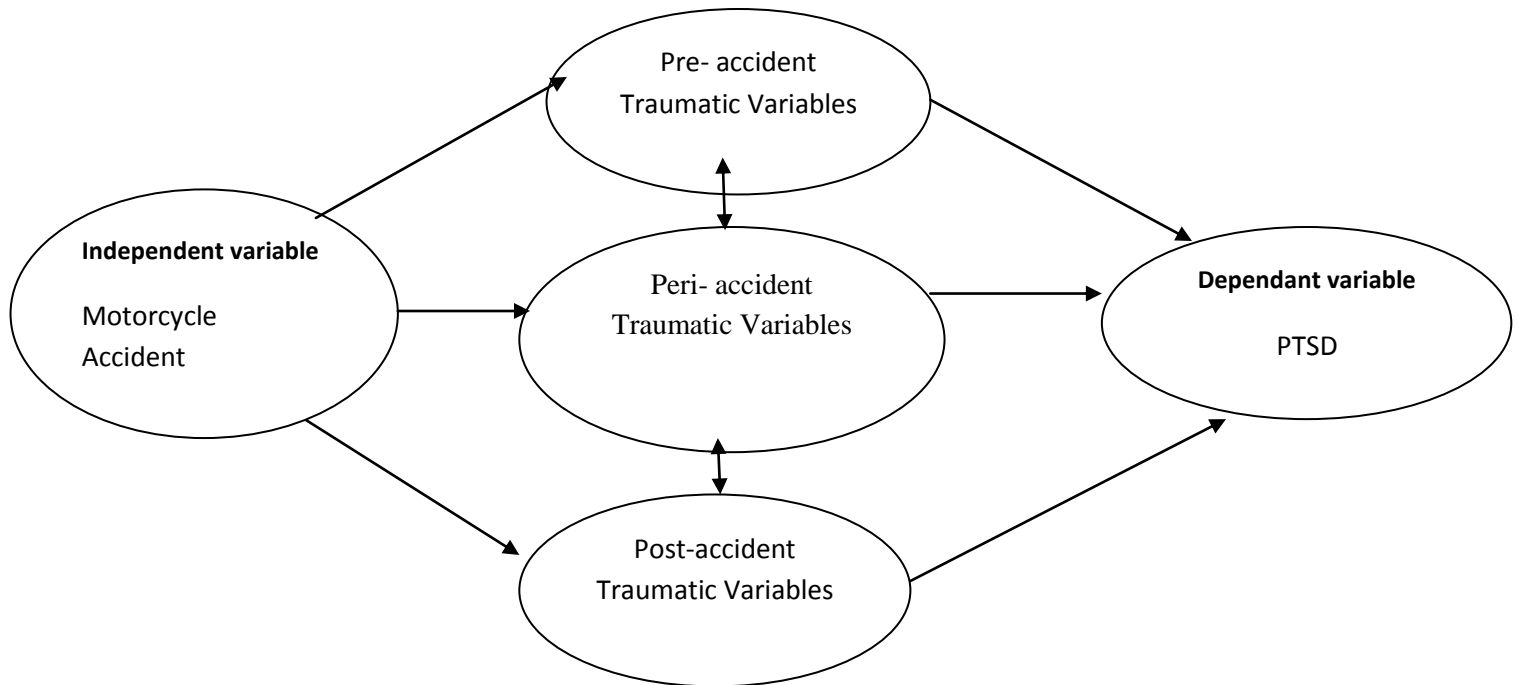 Pre- accident
Traumatic Variables
Independent variable
Motorcycle
Accident
Peri- accident
Traumatic Variables
Dependant variable
PTSD
Post-accident
Traumatic Variables